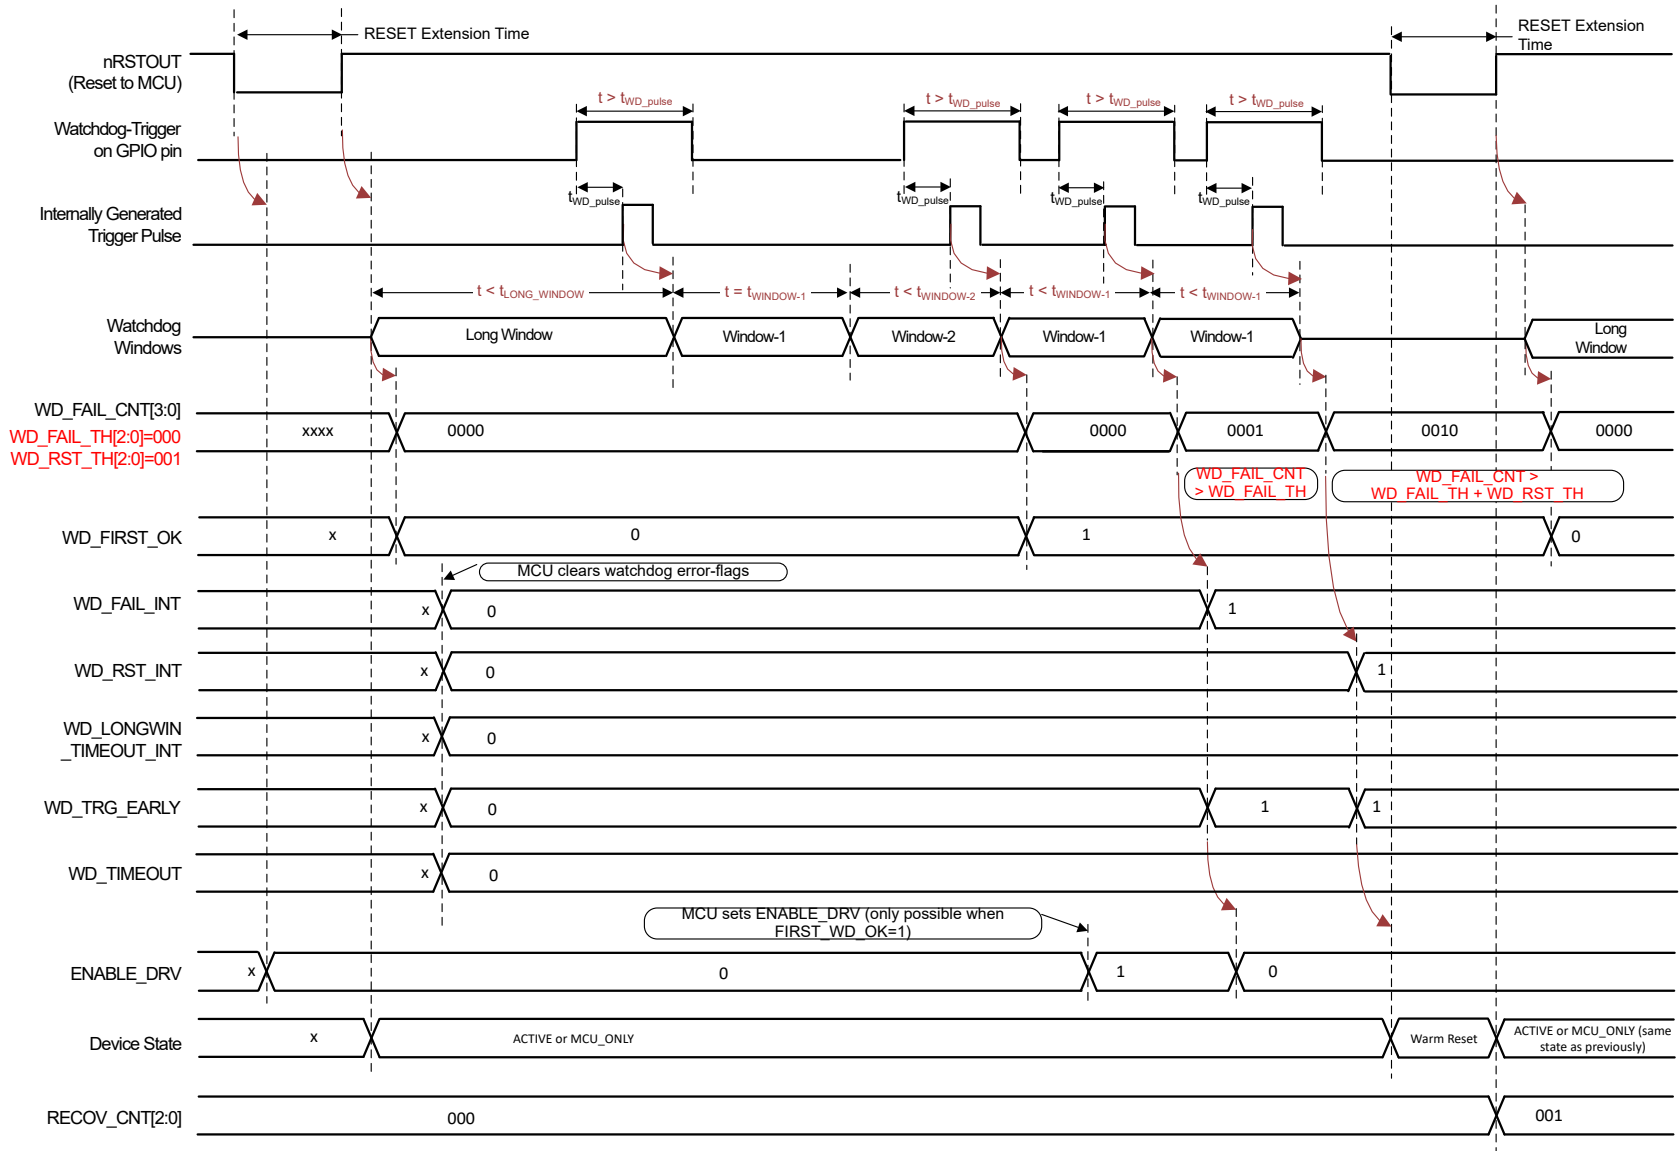 RESET Extension Time
RESET Extension
Time
nRSTOUT
(Reset to MCU)
t > tWD_pulse
t > tWD_pulse
t > tWD_pulse
t > tWD_pulse
Watchdog-Trigger
on GPIO pin
tWD_pulse
tWD_pulse
tWD_pulse
tWD_pulse
Internally Generated
Trigger Pulse
t < tLONG_WINDOW
t = tWINDOW-1
t < tWINDOW-2
t < tWINDOW-1
t < tWINDOW-1
Watchdog
Windows
Long Window
Window-1
Window-2
Window-1
Window-1
Long
Window
WD_FAIL_CNT[3:0]
WD_FAIL_TH[2:0]=000
WD_RST_TH[2:0]=001
xxxx
0000
0000
0001
0010
0000
WD_FAIL_CNT
> WD_FAIL_TH
WD_FAIL_CNT >
WD_FAIL_TH + WD_RST_TH
WD_FIRST_OK
x
0
1
0
MCU clears watchdog error-flags
WD_FAIL_INT
x
0
1
WD_RST_INT
x
0
1
WD_LONGWIN
_TIMEOUT_INT
x
0
WD_TRG_EARLY
x
0
1
1
WD_TIMEOUT
x
0
MCU sets ENABLE_DRV (only possible when
FIRST_WD_OK=1)
ENABLE_DRV
x
0
1
0
Device State
x
ACTIVE or MCU_ONLY
Warm Reset
ACTIVE or MCU_ONLY (same
state as previously)
RECOV_CNT[2:0]
000
001